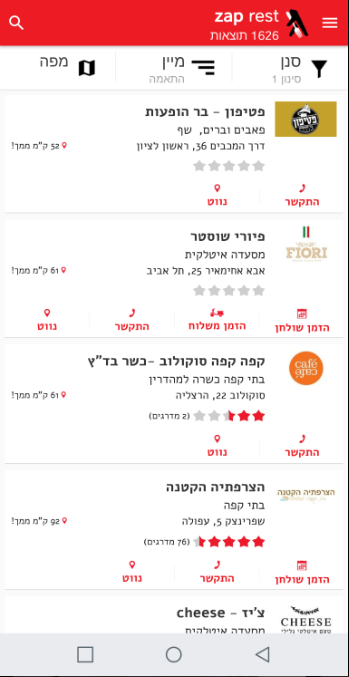 zap rest
1626 תוצאות
סנן
סינון 1
מיין
התאמה
מפה
פטיפון - בר הופעות
פאבים וברים, שף
דרך המכבים 36, ראשון לציון
52 ק"מ ממך!
התקשר
נווט
פטיפון
פיורי שוסטר
מסעדה איטלקית
אבא אחימאיר 25, תל אביב
61 ק"מ ממך!
הזמן שולחן
הזמן משלוח
התקשר
נווט
FIORI
קפה קפה סוקולוב -כשר בד"ץ
בתי קפה כשרה למהדרין
סוקולוב 22, הרצליה
61 ק"מ ממך!
(2 מדרגים)
התקשר
נווט
café
café
הצרפתיה הקטנה
בתי קפה
שפרינצק 5, עפולה
92 ק"מ ממך!
(76 מדרגים)
הזמן שולחן
התקשר
נווט
הצרפתיה הקטנה
צ'יז - cheese
מסעדה איטלקית
CHEESE